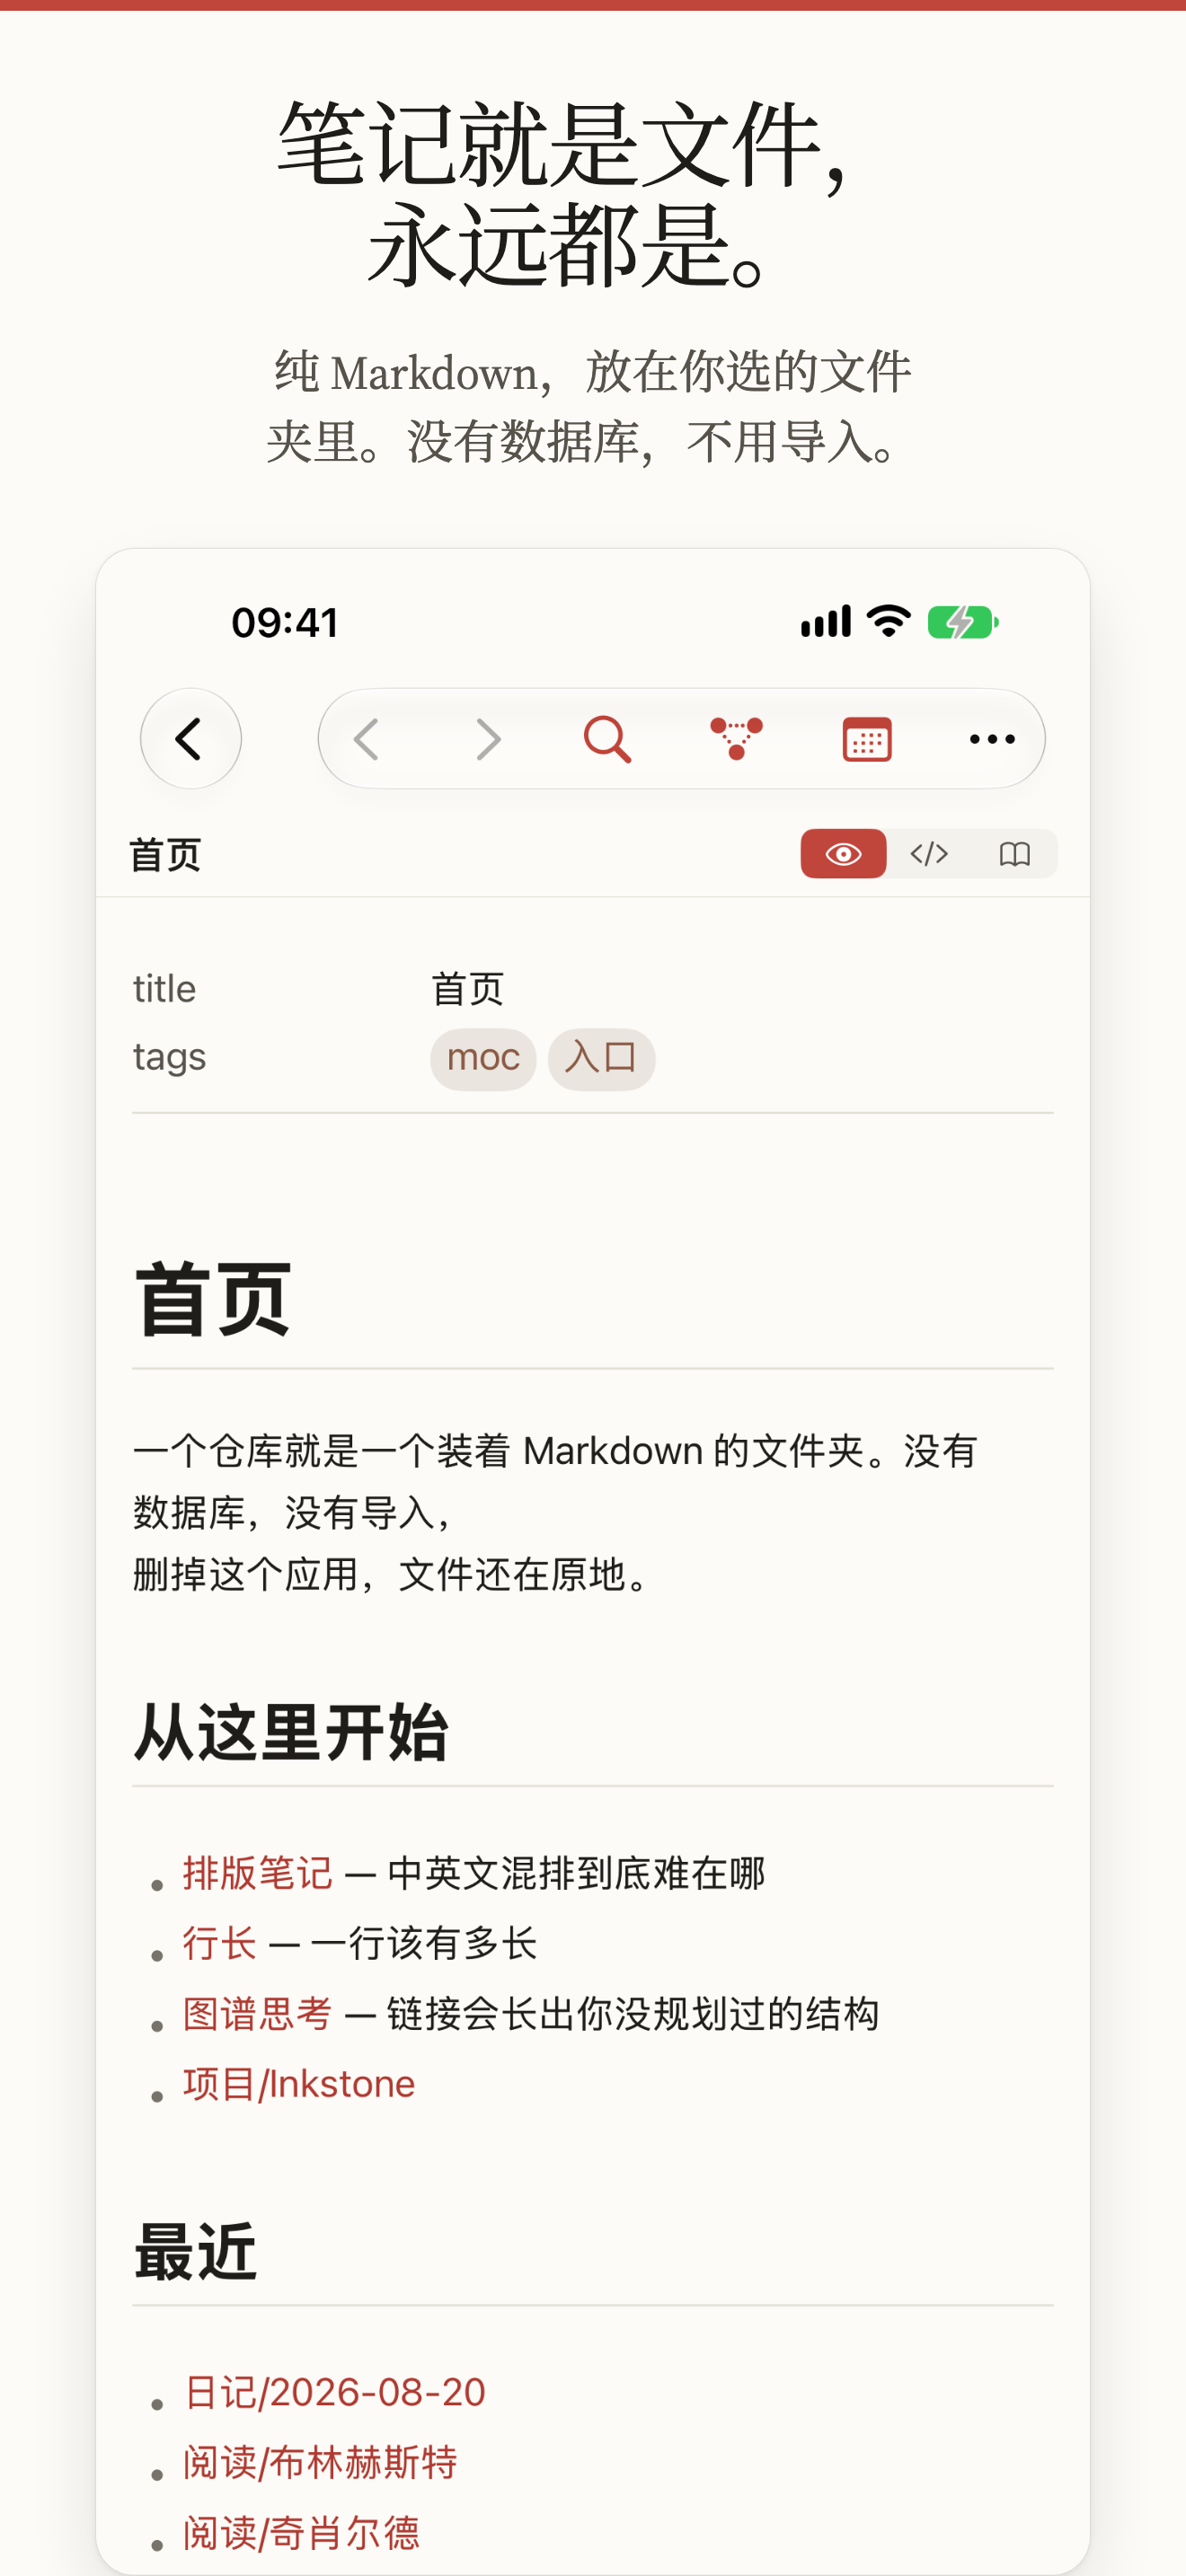 笔记就是文件，
永远都是。
纯 Markdown，放在你选的文件
夹里。没有数据库，不用导入。
09:41
首页
title 首页
tags moc 入口
首页
一个仓库就是一个装着 Markdown 的文件夹。没有
数据库，没有导入，
删掉这个应用，文件还在原地。
从这里开始
排版笔记 — 中英文混排到底难在哪
行长 — 一行该有多长
图谱思考 — 链接会长出你没规划过的结构
项目/Inkstone
最近
日记/2026-08-20
阅读/布林赫斯特
阅读/奇肖尔德